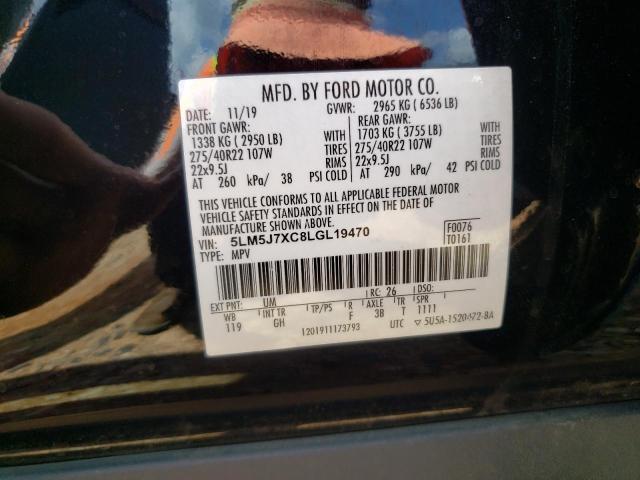 MFD. BY FORD MOTOR CO.
DATE: 11/19 GVWR: 2965 KG ( 6536 LB)
FRONT GAWR: REAR GAWR:
1338 KG ( 2950 LB) WITH 1703 KG ( 3755 LB) WITH
275/40R22 107W TIRES 275/40R22 107W TIRES
22x9.5J RIMS 22x9.5J RIMS
AT 260 kPa/ 38 PSI COLD AT 290 kPa/ 42 PSI COLD
THIS VEHICLE CONFORMS TO ALL APPLICABLE FEDERAL MOTOR
VEHICLE SAFETY STANDARDS IN EFFECT ON THE DATE OF
MANUFACTURE SHOWN ABOVE.
VIN: 5LM5J7XC8LGL19470 F0076
TYPE: MPV T0161
EXT PNT: UM RC: 26 DSO:
WB INT TR TP/PS R AXLE TR SPR
119 GH F 3B T 1111
1201911173793 UTC